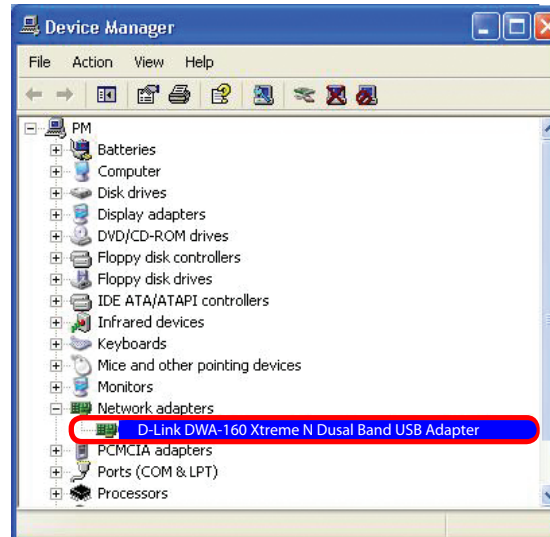 Device Manager
File Action View Help
PM
Batteries
Computer
Disk drives
Display adapters
DVD/CD-ROM drives
Floppy disk controllers
Floppy disk drives
IDE ATA/ATAPI controllers
Infrared devices
Keyboards
Mice and other pointing devices
Monitors
Network adapters
D-Link DWA-160 Xtreme N Dusal Band USB Adapter
PCMCIA adapters
Ports (COM & LPT)
Processors